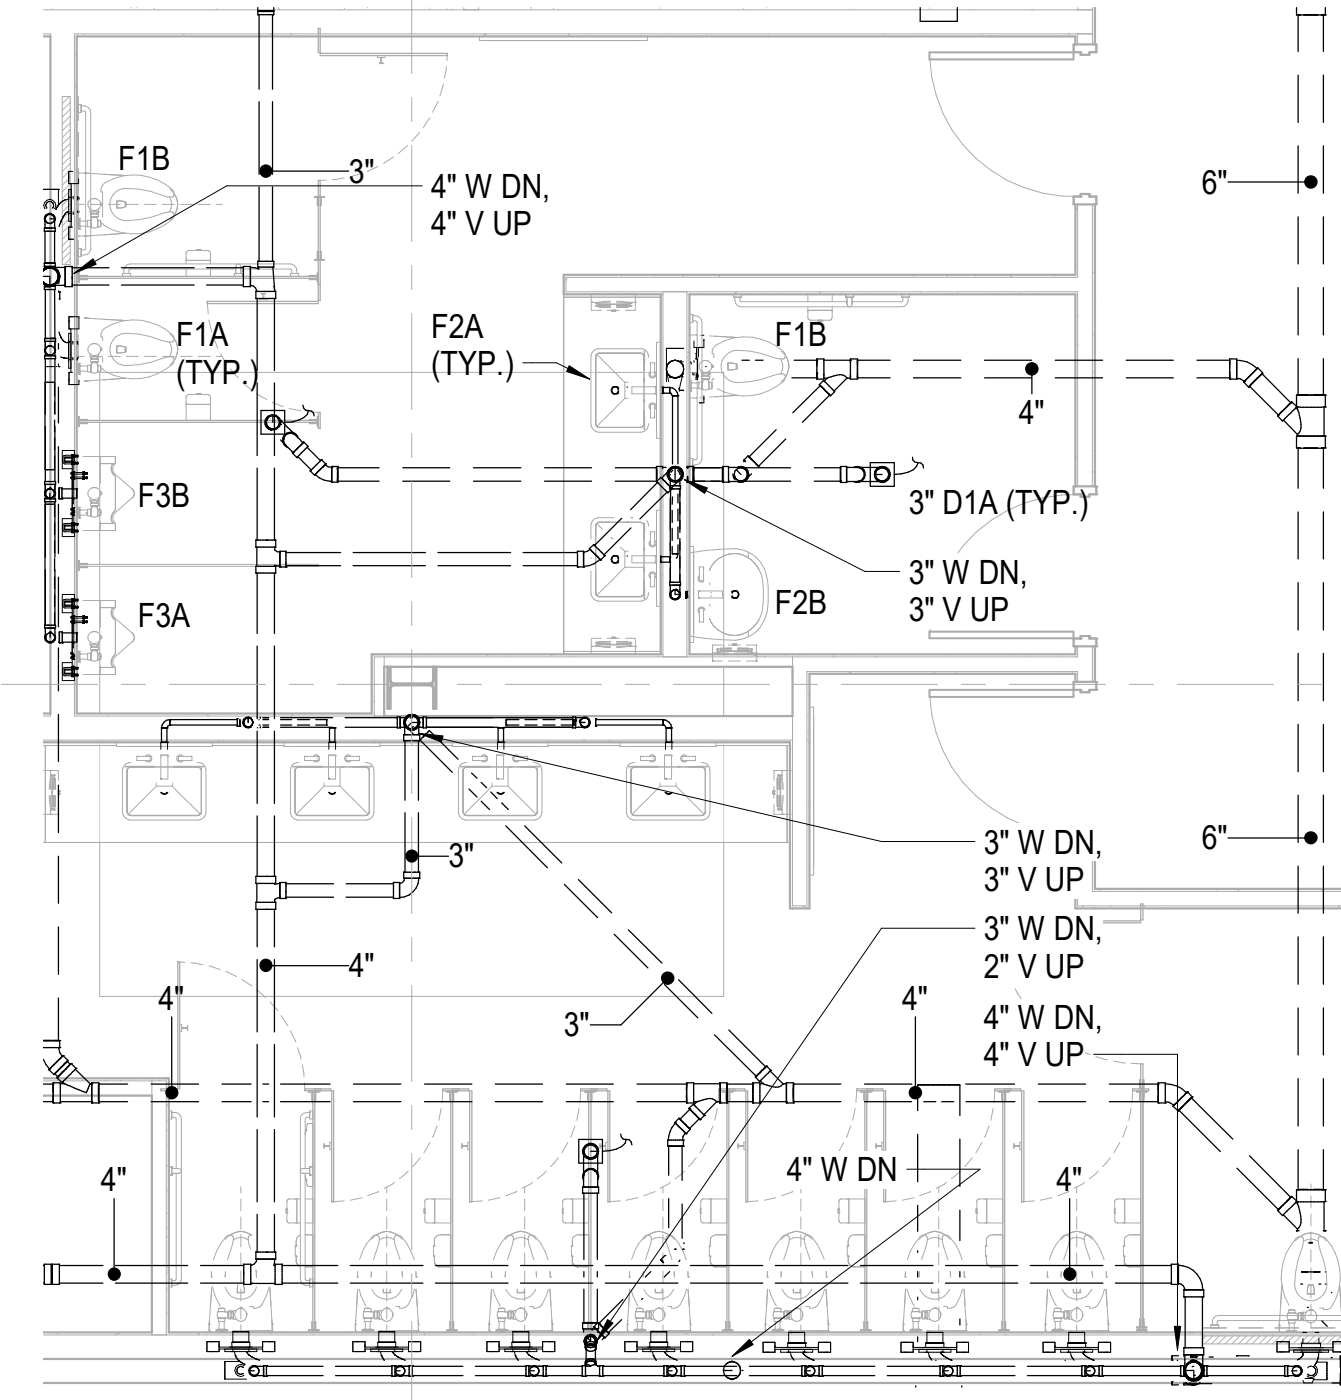 F1B
3"
4" W DN,
4" V UP
6"
F1A
(TYP.)
F2A
(TYP.)
F1B
4"
F3B
3" D1A (TYP.)
3" W DN,
3" V UP
F3A
F2B
6"
3"
3" W DN,
3" V UP
3" W DN,
2" V UP
4"
4"
3"
4"
4" W DN,
4" V UP
4"
4" W DN
4"